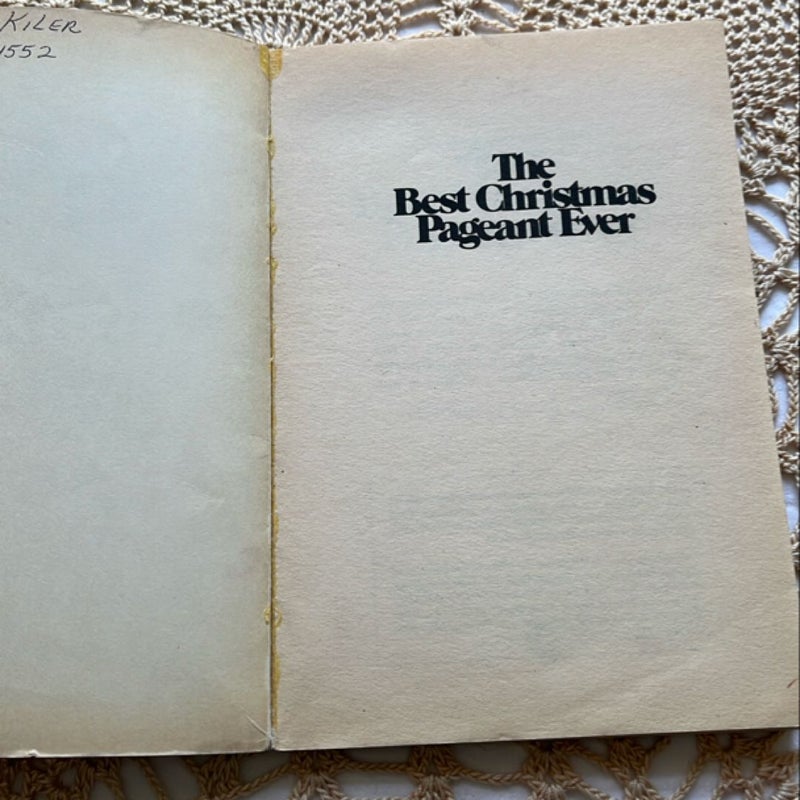 KILER
1552
The
Best Christmas
Pageant Ever